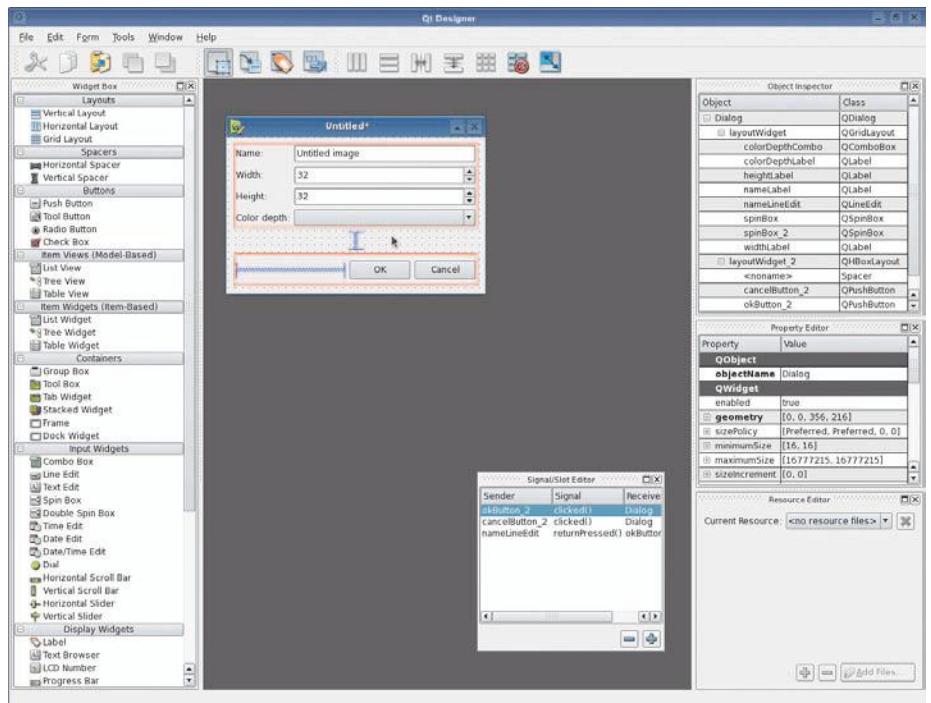 Qt Designer
File Edit Form Tools Window Help
Widget Box
Layouts
Vertical Layout
Horizontal Layout
Grid Layout
Spacers
Horizontal Spacer
Vertical Spacer
Buttons
Push Button
Tool Button
Radio Button
Check Box
Item Views (Model-Based)
List View
Tree View
Table View
Item Widgets (Item-Based)
List Widget
Tree Widget
Table Widget
Containers
Group Box
Tool Box
Tab Widget
Stacked Widget
Frame
Dock Widget
Input Widgets
Combo Box
Line Edit
Text Edit
Spin Box
Double Spin Box
Time Edit
Date Edit
Date/Time Edit
Dial
Horizontal Scroll Bar
Vertical Scroll Bar
Horizontal Slider
Vertical Slider
Display Widgets
Label
Text Browser
LCD Number
Progress Bar
Untitled*
Name: Untitled image
Width: 32
Height: 32
Color depth:
OK Cancel
Signal/Slot Editor
Sender Signal Receive
okButton_2 clicked() Dialog
cancelButton_2 clicked() Dialog
nameLineEdit returnPressed() okButton
Object Inspector
Object Class
Dialog QDialog
layoutWidget QGridLayout
colorDepthCombo QComboBox
colorDepthLabel QLabel
heightLabel QLabel
nameLabel QLabel
nameLineEdit QLineEdit
spinBox QSpinBox
spinBox_2 QSpinBox
widthLabel QLabel
layoutWidget_2 QHBoxLayout
<noname> Spacer
cancelButton_2 QPushButton
okButton_2 QPushButton
Property Editor
Property Value
QObject
objectName Dialog
QWidget
enabled true
geometry [0, 0, 356, 216]
sizePolicy [Preferred, Preferred, 0, 0]
minimumSize [16, 16]
maximumSize [16777215, 16777215]
sizeIncrement [0, 0]
Resource Editor
Current Resource: <no resource files>
Add Files...